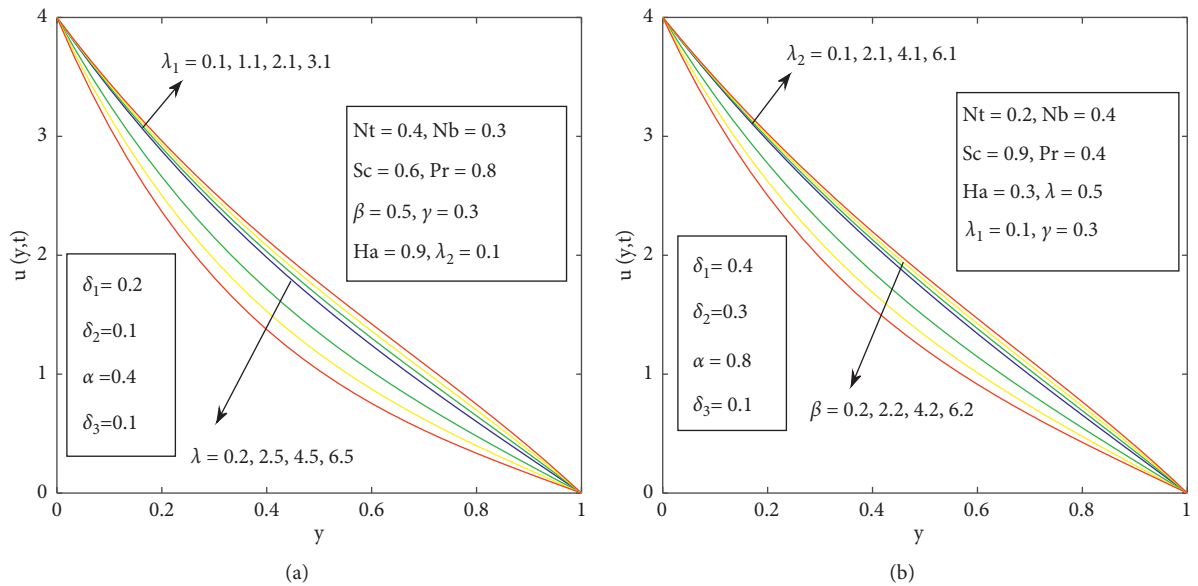 4
3
2
1
0
u (y,t)
λ₁ = 0.1, 1.1, 2.1, 3.1
Nt = 0.4, Nb = 0.3
Sc = 0.6, Pr = 0.8
β = 0.5, γ = 0.3
Ha = 0.9, λ₂ = 0.1
δ₁ = 0.2
δ₂=0.1
α=0.4
δ₃=0.1
λ = 0.2, 2.5, 4.5, 6.5
0 0.2 0.4 0.6 0.8 1
y
(a)
4
3
2
1
0
u (y,t)
λ₂ = 0.1, 2.1, 4.1, 6.1
Nt = 0.2, Nb = 0.4
Sc = 0.9, Pr = 0.4
Ha = 0.3, λ = 0.5
λ₁ = 0.1, γ = 0.3
δ₁ = 0.4
δ₂=0.3
α = 0.8
δ₃=0.1
β = 0.2, 2.2, 4.2, 6.2
0 0.2 0.4 0.6 0.8 1
y
(b)